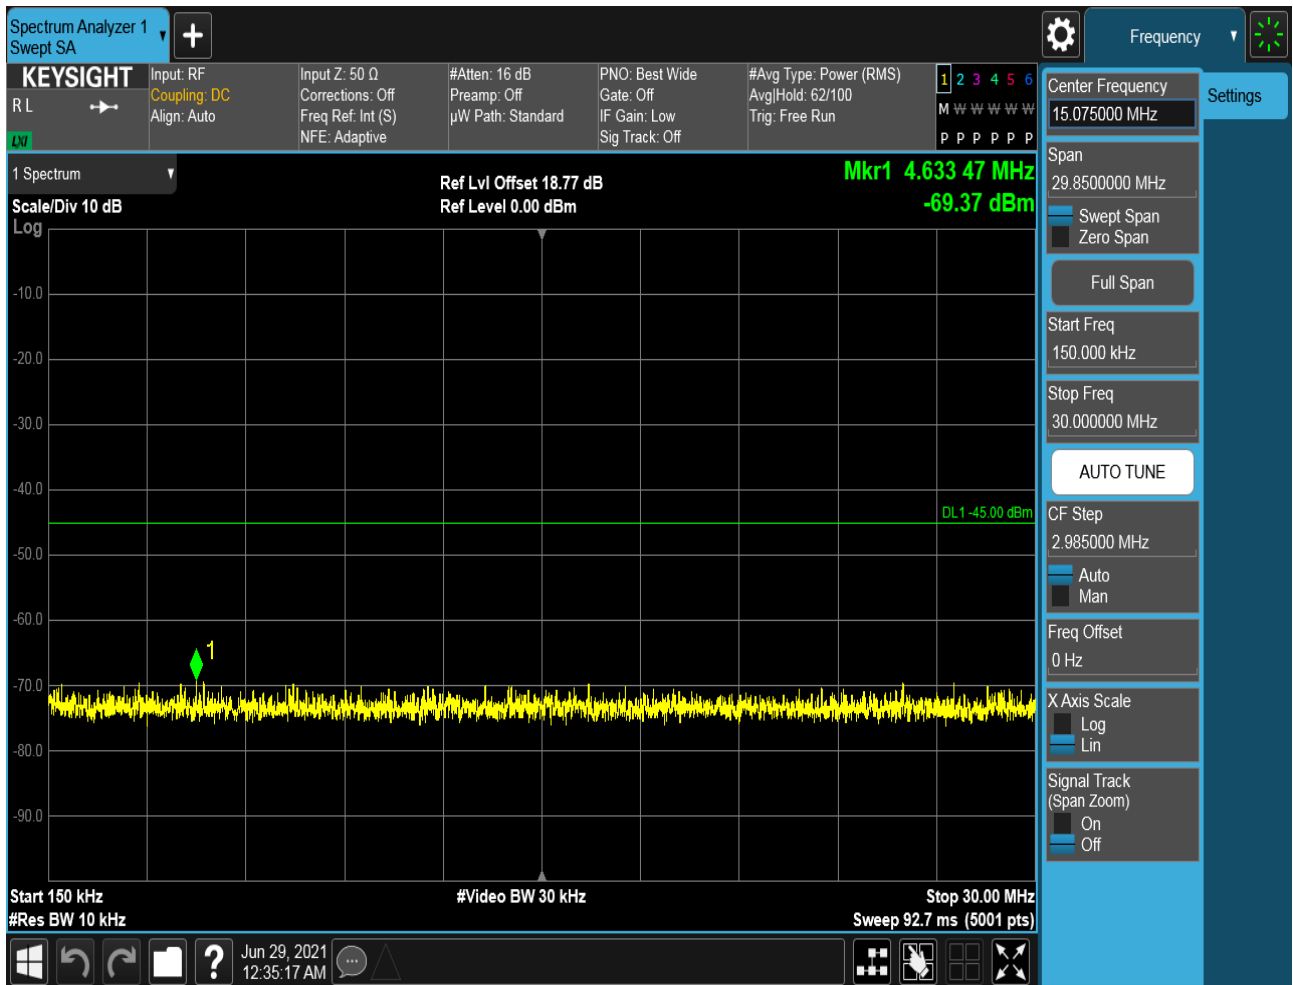 Spectrum Analyzer 1
Swept SA
Frequency
KEYSIGHT
R L
LXI
Input: RF
Coupling: DC
Align: Auto
Input Z: 50 Ω
Corrections: Off
Freq Ref: Int (S)
NFE: Adaptive
#Atten: 16 dB
Preamp: Off
µW Path: Standard
PNO: Best Wide
Gate: Off
IF Gain: Low
Sig Track: Off
#Avg Type: Power (RMS)
Avg|Hold: 62/100
Trig: Free Run
1 2 3 4 5 6
M W W W W W
P P P P P P
Center Frequency
15.075000 MHz
Settings
Span
29.8500000 MHz
Swept Span
Zero Span
Full Span
Start Freq
150.000 kHz
Stop Freq
30.000000 MHz
AUTO TUNE
CF Step
2.985000 MHz
Auto
Man
Freq Offset
0 Hz
X Axis Scale
Log
Lin
Signal Track
(Span Zoom)
On
Off
1 Spectrum
Scale/Div 10 dB
Log
Ref Lvl Offset 18.77 dB
Ref Level 0.00 dBm
Mkr1 4.633 47 MHz
-69.37 dBm
-10.0
-20.0
-30.0
-40.0
DL1 -45.00 dBm
-50.0
-60.0
1
-70.0
-80.0
-90.0
Start 150 kHz
#Video BW 30 kHz
Stop 30.00 MHz
#Res BW 10 kHz
Sweep 92.7 ms (5001 pts)
?
Jun 29, 2021
12:35:17 AM